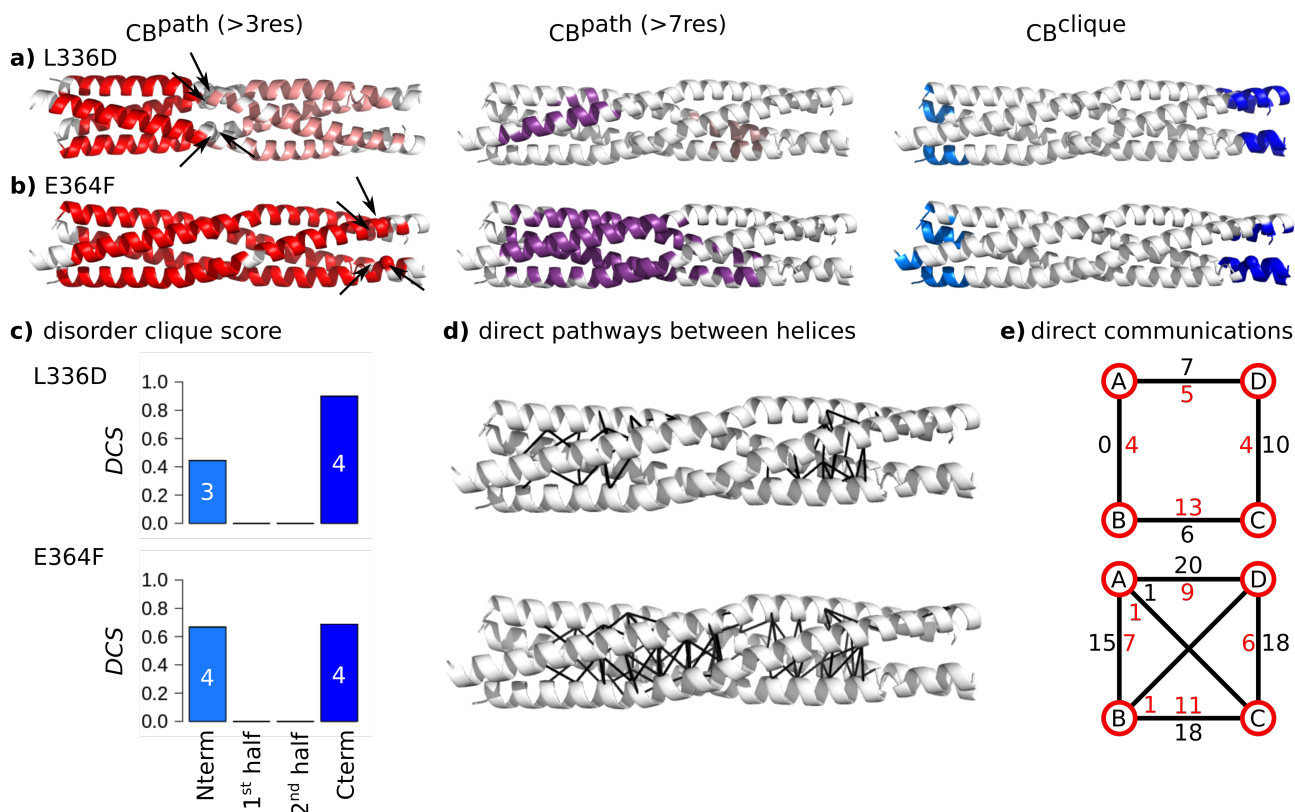 CBpath (>3res) CBpath (>7res) CBclique
a) L336D
b) E364F
c) disorder clique score
d) direct pathways between helices
e) direct communications
L336D
1.0
0.8
0.6
0.4
0.2
0.0
DCS
3
4
E364F
1.0
0.8
0.6
0.4
0.2
0.0
DCS
4
4
Nterm
1st half
2nd half
Cterm
A 7 D
5
0 4 4 10
13
B C
6
20
A D
1 9
1
15 7 6 18
1 11
B C
18